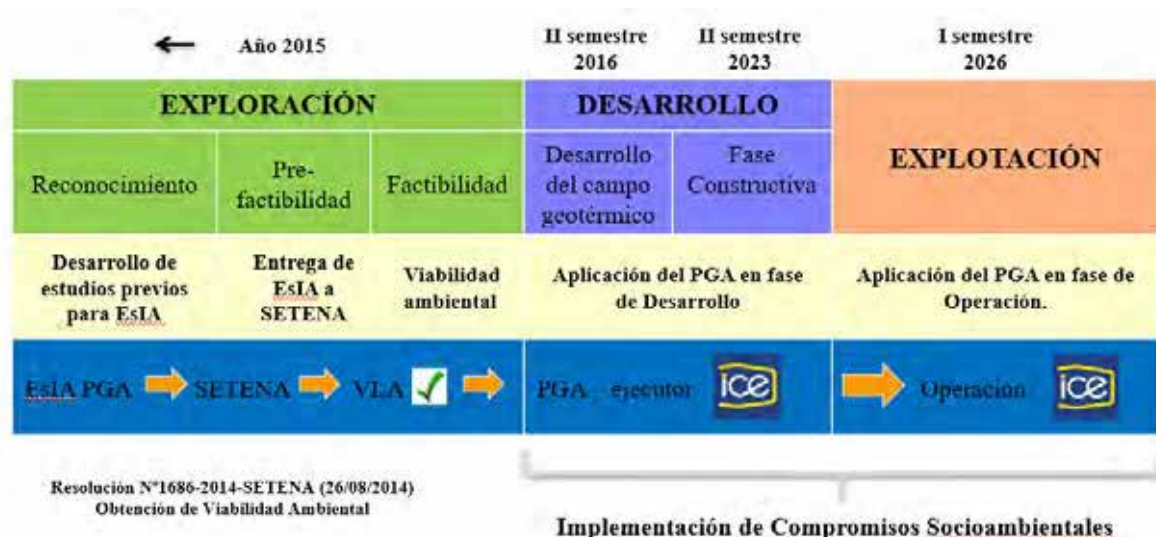 ← Año 2015
II semestre
2016
II semestre
2023
I semestre
2026
EXPLORACÍÓN
DESARROLLO
EXPLOTACIÓN
Reconocimiento
Pre-
factibilidad
Factibilidad
Desarrollo
del campo
geotérmico
Fase
Constructiva
Desarrollo de
estudios previos
para EsIA
Entrega de
EsIA a
SETENA
Viabilidad
ambiental
Aplicación del PGA en fase
de Desarrollo
Aplicación del PGA en fase de
Operación.
EsIA PGA
SETENA
VLA
PGA ejecutor
ice
Operación
ice
Resolución Nº1686-2014-SETENA (26/08/2014)
Obtención de Viabilidad Ambiental
Implementación de Compromisos Socioambientales